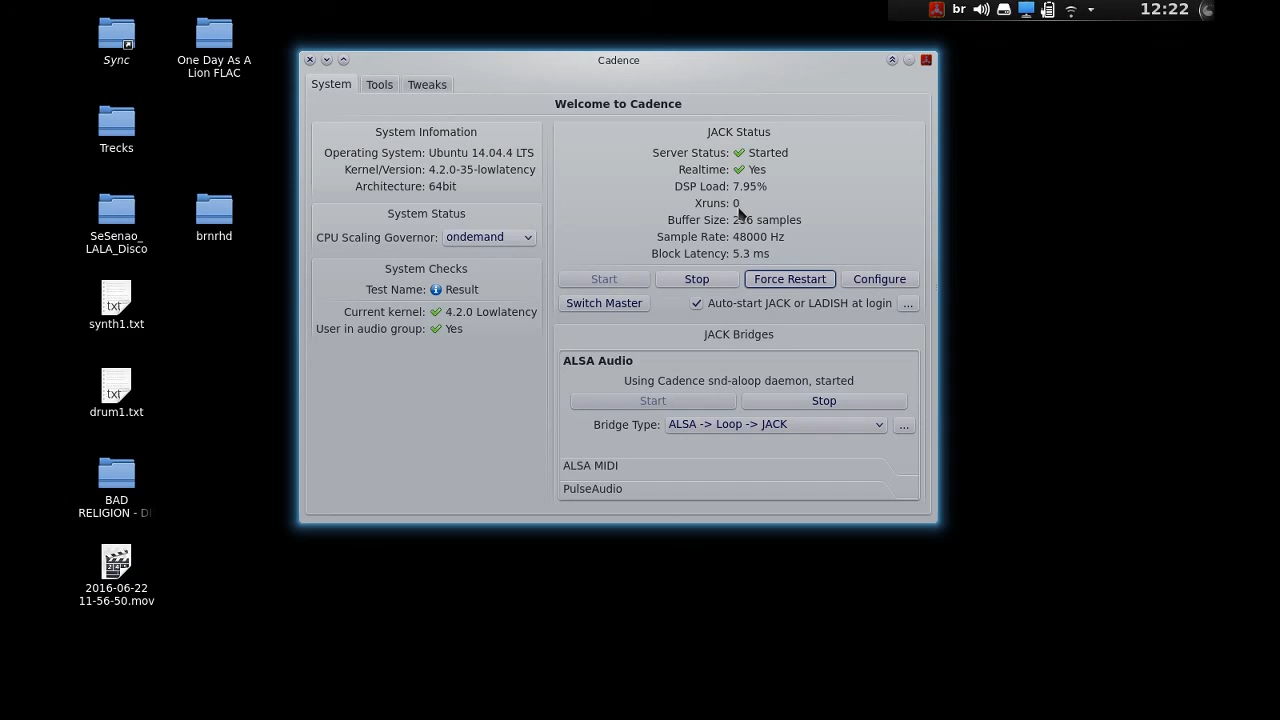 br
12:22
Sync
One Day As A
Lion FLAC
Trecks
SeSenao_
LALA_Disco
brnrhd
txt
synth1.txt
txt
drum1.txt
BAD
RELIGION - D
2016-06-22
11-56-50.mov
Cadence
System
Tools
Tweaks
Welcome to Cadence
System Infomation
Operating System: Ubuntu 14.04.4 LTS
Kernel/Version: 4.2.0-35-lowlatency
Architecture: 64bit
System Status
CPU Scaling Governor: ondemand
System Checks
Test Name: Result
Current kernel: 4.2.0 Lowlatency
User in audio group: Yes
JACK Status
Server Status: Started
Realtime: Yes
DSP Load: 7.95%
Xruns: 0
Buffer Size: 256 samples
Sample Rate: 48000 Hz
Block Latency: 5.3 ms
Start
Stop
Force Restart
Configure
Switch Master
Auto-start JACK or LADISH at login
...
JACK Bridges
ALSA Audio
Using Cadence snd-aloop daemon, started
Start
Stop
Bridge Type: ALSA -> Loop -> JACK
...
ALSA MIDI
PulseAudio